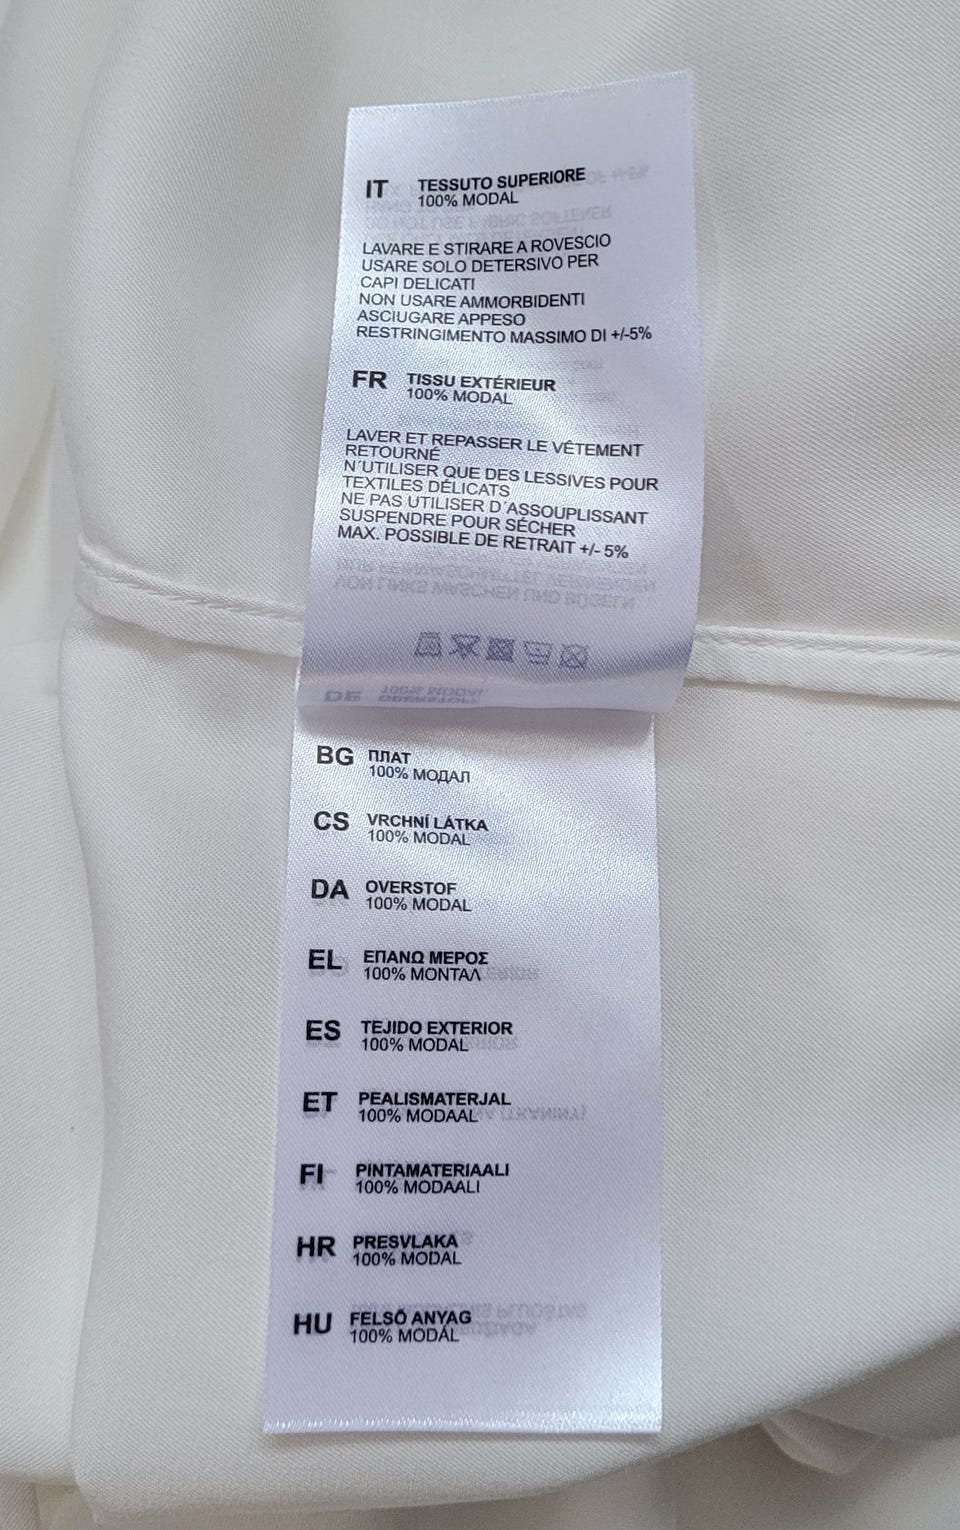 IT TESSUTO SUPERIORE
100% MODAL
LAVARE E STIRARE A ROVESCIO
USARE SOLO DETERSIVO PER
CAPI DELICATI
NON USARE AMMORBIDENTI
ASCIUGARE APPESO
RESTRINGIMENTO MASSIMO DI +/-5%
FR TISSU EXTÉRIEUR
100% MODAL
LAVER ET REPASSER LE VÊTEMENT
RETOURNÉ
N´UTILISER QUE DES LESSIVES POUR
TEXTILES DÉLICATS
NE PAS UTILISER D´ASSOUPLISSANT
SUSPENDRE POUR SÉCHER
MAX. POSSIBLE DE RETRAIT +/- 5%
BG ПЛАТ
100% МОДАЛ
CS VRCHNÍ LÁTKA
100% MODAL
DA OVERSTOF
100% MODAL
EL ΕΠΑΝΩ ΜΕΡΟΣ
100% ΜΟΝΤΑΛ
ES TEJIDO EXTERIOR
100% MODAL
ET PEALISMATERJAL
100% MODAAL
FI PINTAMATERIAALI
100% MODAALI
HR PRESVLAKA
100% MODAL
HU FELSŐ ANYAG
100% MODÁL